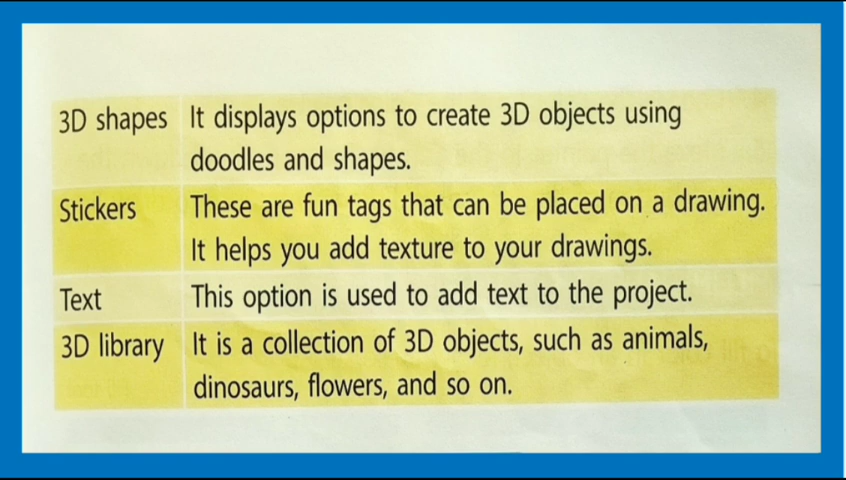 3D shapes It displays options to create 3D objects using
doodles and shapes.
Stickers These are fun tags that can be placed on a drawing.
It helps you add texture to your drawings.
Text This option is used to add text to the project.
3D library It is a collection of 3D objects, such as animals,
dinosaurs, flowers, and so on.